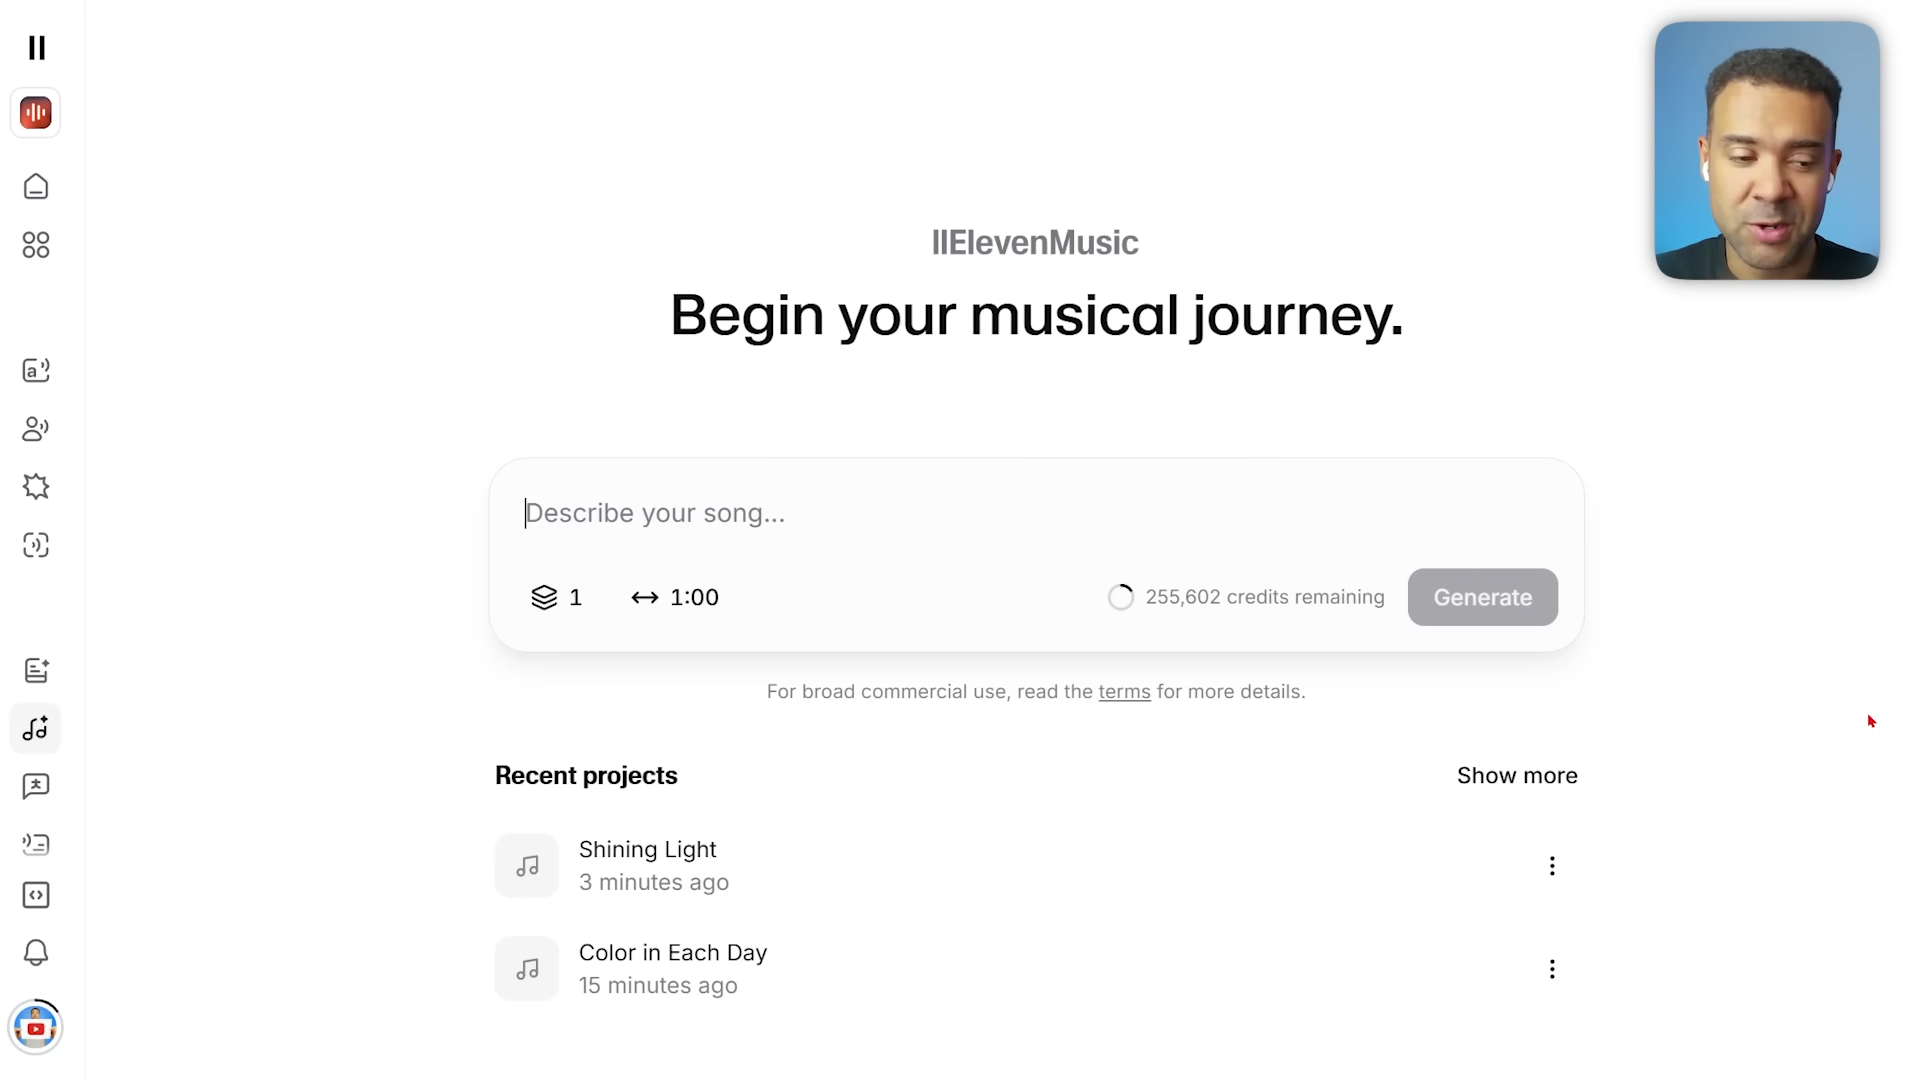 IIElevenMusic
Begin your musical journey.
Describe your song...
1
1:00
255,602 credits remaining
Generate
For broad commercial use, read the terms for more details.
Recent projects
Show more
Shining Light
3 minutes ago
Color in Each Day
15 minutes ago